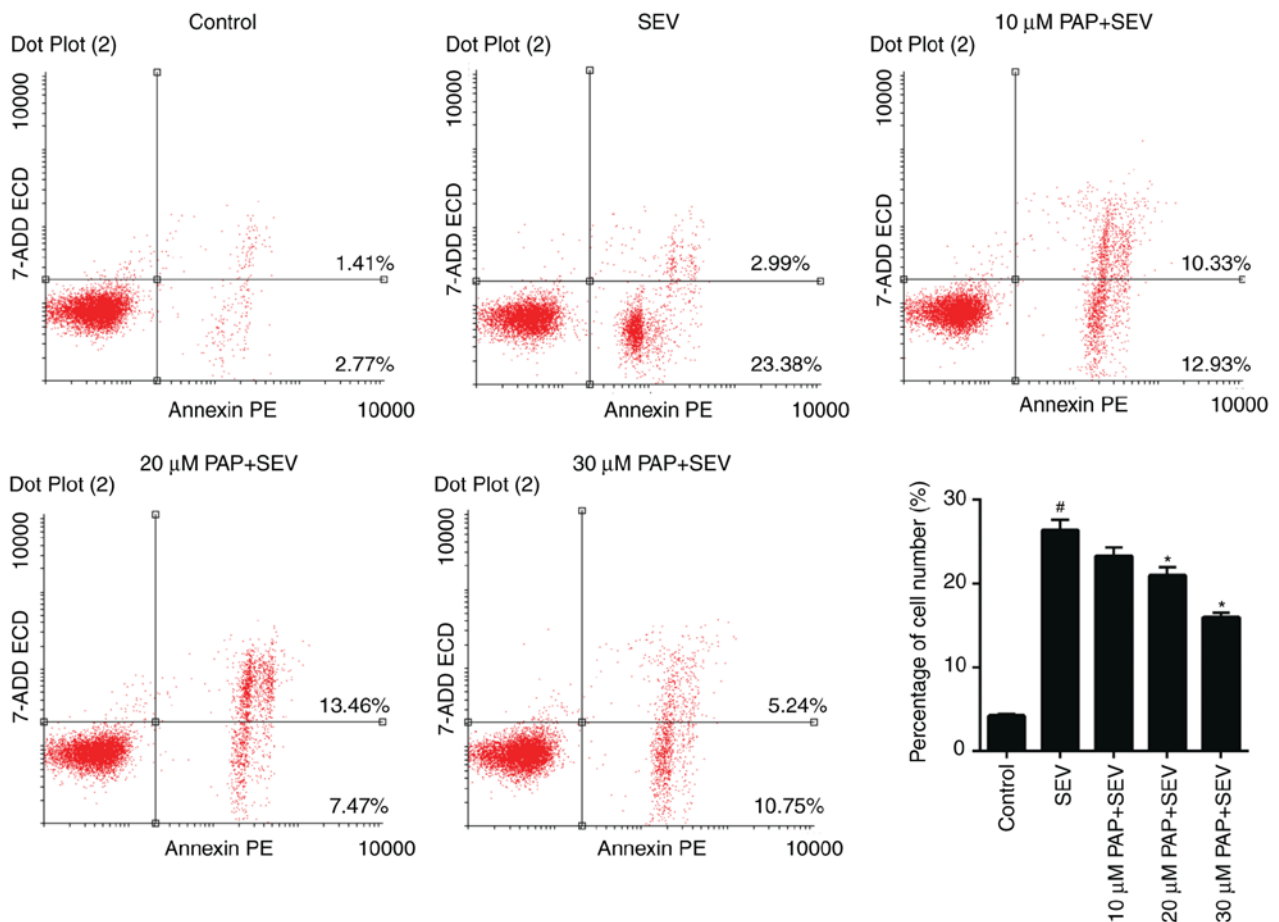 Control
Dot Plot (2)
10000
7-ADD ECD
1.41%
2.77%
Annexin PE
10000
SEV
Dot Plot (2)
10000
7-ADD ECD
2.99%
23.38%
Annexin PE
10000
10 μM PAP+SEV
Dot Plot (2)
10000
7-ADD ECD
10.33%
12.93%
Annexin PE
10000
20 μM PAP+SEV
Dot Plot (2)
10000
7-ADD ECD
13.46%
7.47%
Annexin PE
10000
30 μM PAP+SEV
Dot Plot (2)
10000
7-ADD ECD
5.24%
10.75%
Annexin PE
10000
Percentage of cell number (%)
30
20
10
0
#
*
*
Control
SEV
10 μM PAP+SEV
20 μM PAP+SEV
30 μM PAP+SEV